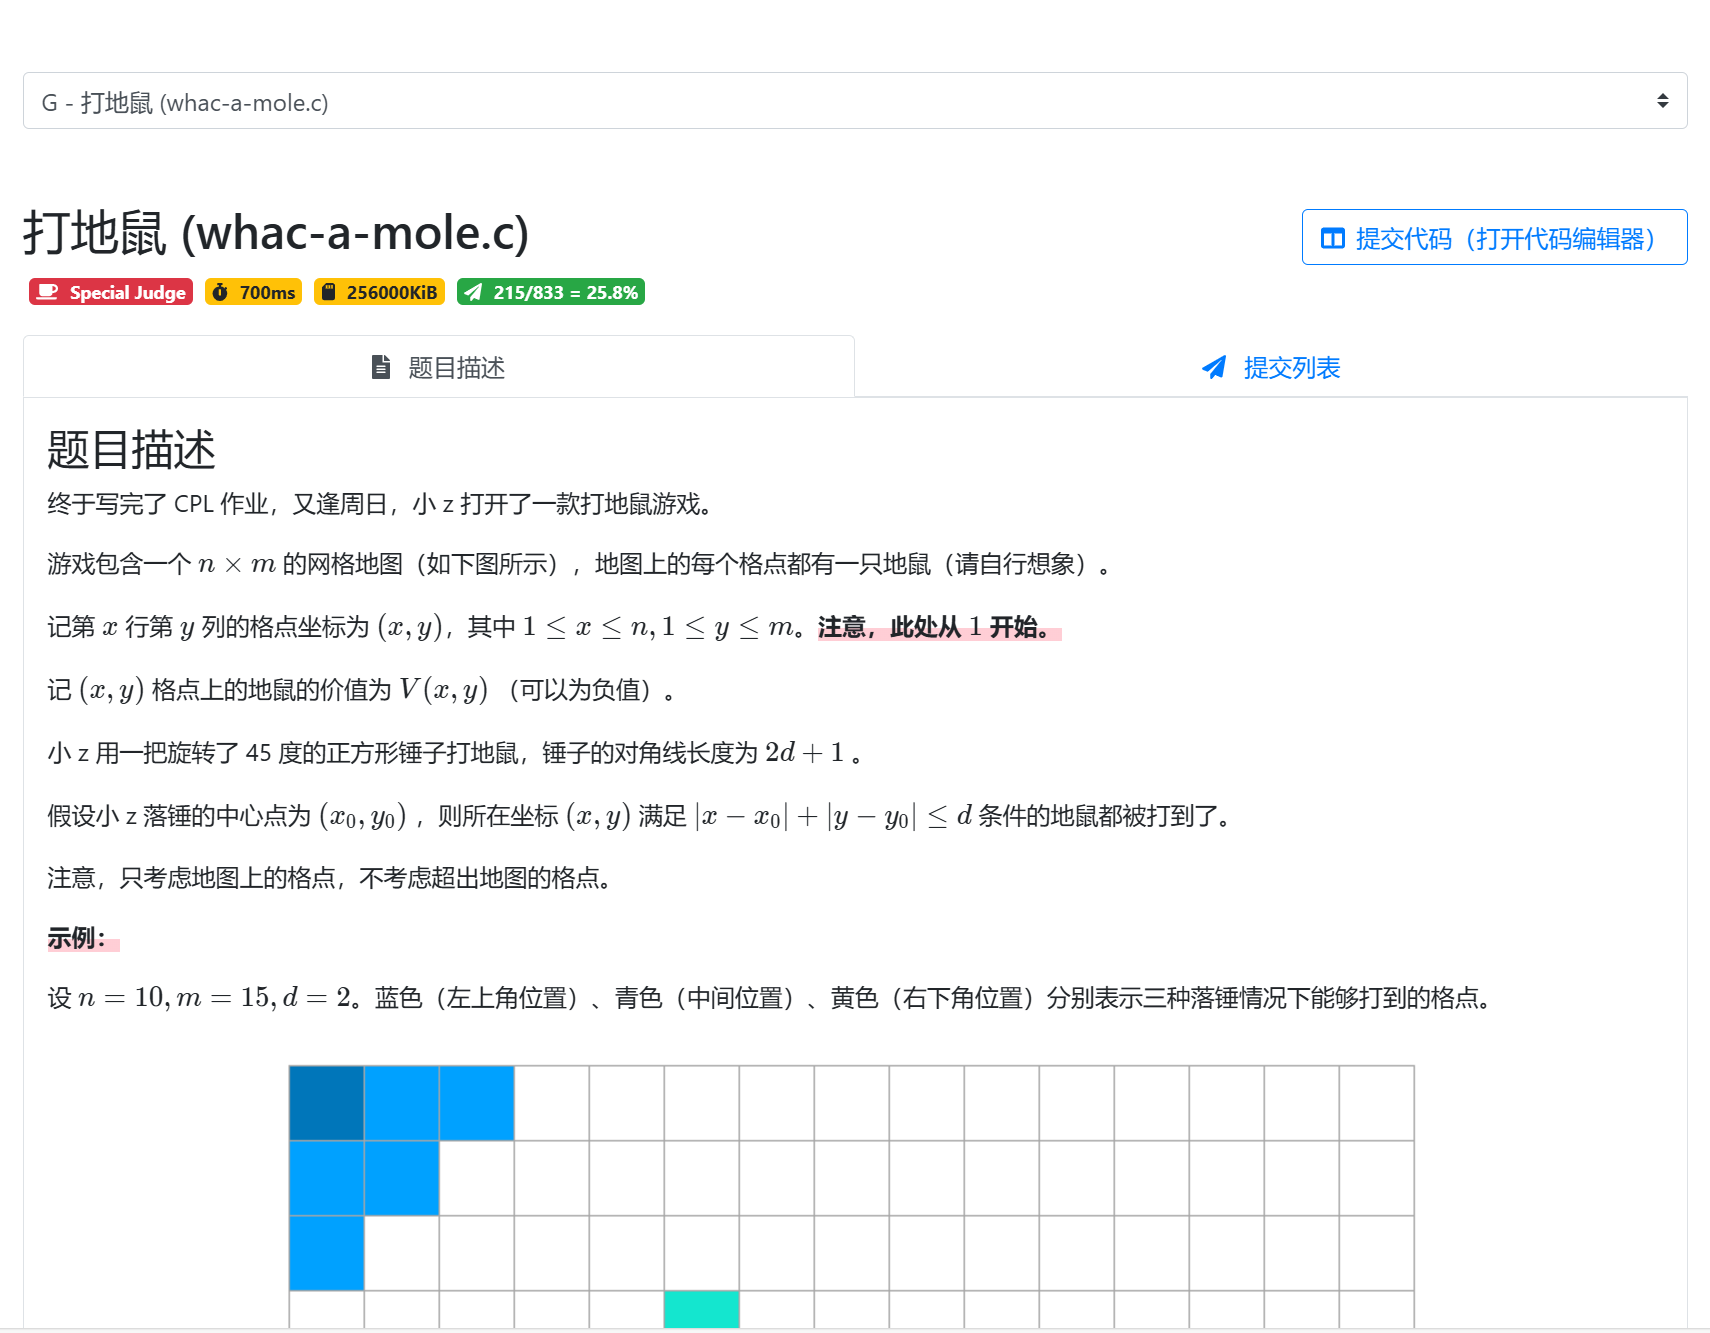 G - 打地鼠 (whac-a-mole.c)
打地鼠 (whac-a-mole.c)
提交代码（打开代码编辑器）
Special Judge 700ms 256000KiB 215/833 = 25.8%
题目描述 提交列表
题目描述
终于写完了 CPL 作业，又逢周日，小 z 打开了一款打地鼠游戏。
游戏包含一个 n × m 的网格地图（如下图所示），地图上的每个格点都有一只地鼠（请自行想象）。
记第 x 行第 y 列的格点坐标为 (x, y)，其中 1 ≤ x ≤ n, 1 ≤ y ≤ m。注意，此处从 1 开始。
记 (x, y) 格点上的地鼠的价值为 V(x, y) （可以为负值）。
小 z 用一把旋转了 45 度的正方形锤子打地鼠，锤子的对角线长度为 2d + 1 。
假设小 z 落锤的中心点为 (x₀, y₀) ，则所在坐标 (x, y) 满足 |x − x₀| + |y − y₀| ≤ d 条件的地鼠都被打到了。
注意，只考虑地图上的格点，不考虑超出地图的格点。
示例：
设 n = 10, m = 15, d = 2。蓝色（左上角位置）、青色（中间位置）、黄色（右下角位置）分别表示三种落锤情况下能够打到的格点。